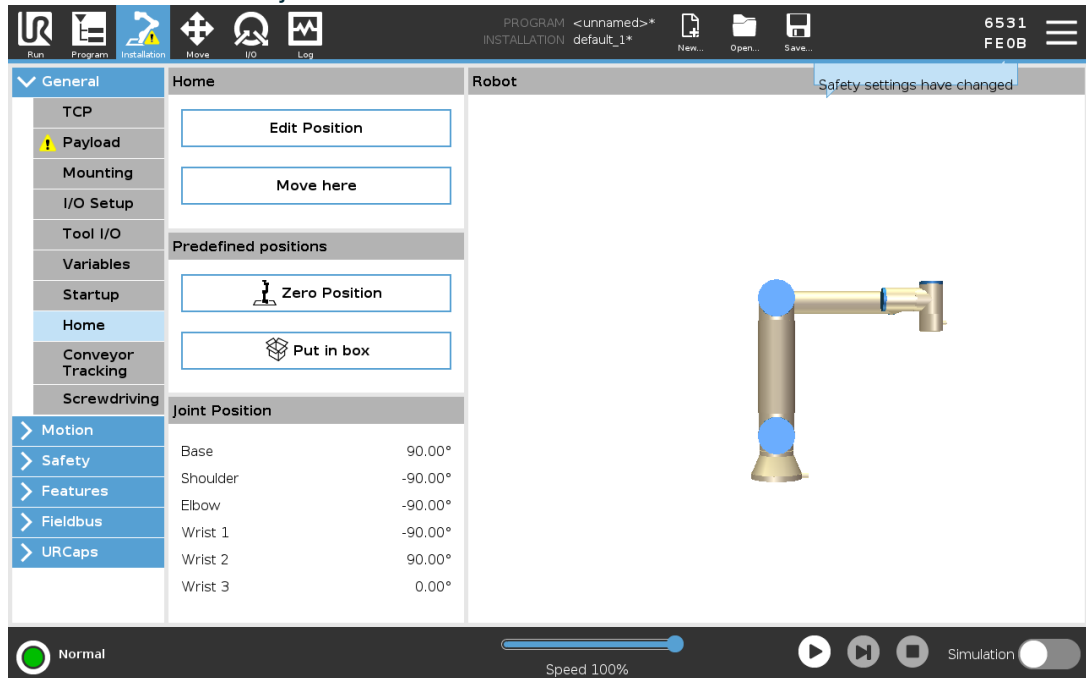 PROGRAM <unnamed>*
INSTALLATION default_1*
New...
Open...
Save...
6531
FE0B
Run
Program
Installation
Move
I/O
Log
Safety settings have changed
General
TCP
Payload
Mounting
I/O Setup
Tool I/O
Variables
Startup
Home
Conveyor
Tracking
Screwdriving
Motion
Safety
Features
Fieldbus
URCaps
Home
Edit Position
Move here
Predefined positions
Zero Position
Put in box
Joint Position
Base 90.00°
Shoulder -90.00°
Elbow -90.00°
Wrist 1 -90.00°
Wrist 2 90.00°
Wrist 3 0.00°
Robot
Normal
Speed 100%
Simulation